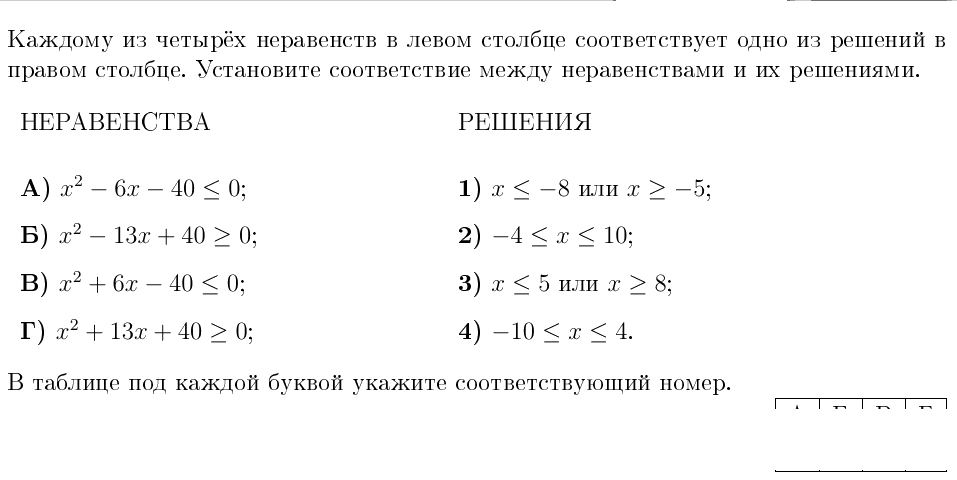 Каждому из четырёх неравенств в левом столбце соответствует одно из решений в
правом столбце. Установите соответствие между неравенствами и их решениями.
НЕРАВЕНСТВА РЕШЕНИЯ
А) x² − 6x − 40 ≤ 0; 1) x ≤ −8 или x ≥ −5;
Б) x² − 13x + 40 ≥ 0; 2) −4 ≤ x ≤ 10;
В) x² + 6x − 40 ≤ 0; 3) x ≤ 5 или x ≥ 8;
Г) x² + 13x + 40 ≥ 0; 4) −10 ≤ x ≤ 4.
В таблице под каждой буквой укажите соответствующий номер.